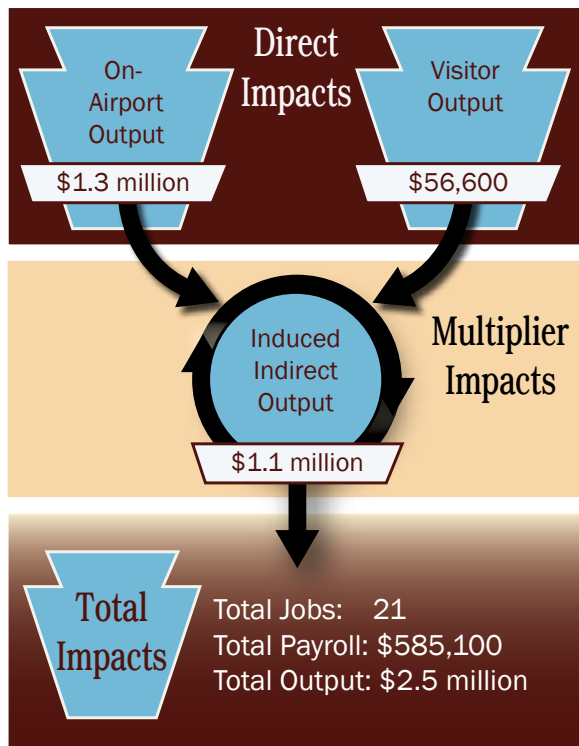 Direct
Impacts
On-
Airport
Output
$1.3 million
Visitor
Output
$56,600
Multiplier
Impacts
Induced
Indirect
Output
$1.1 million
Total
Impacts
Total Jobs: 21
Total Payroll: $585,100
Total Output: $2.5 million